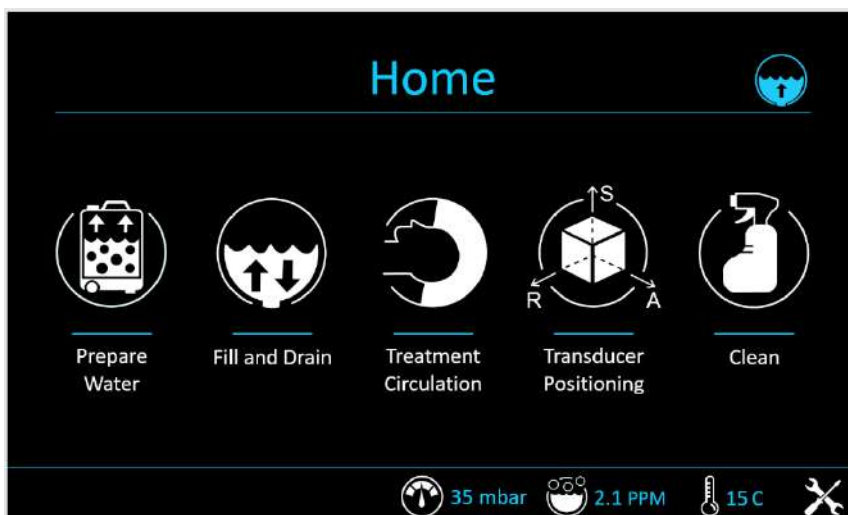 Home
S
R
A
Prepare
Water
Fill and Drain
Treatment
Circulation
Transducer
Positioning
Clean
35 mbar
2.1 PPM
15 C